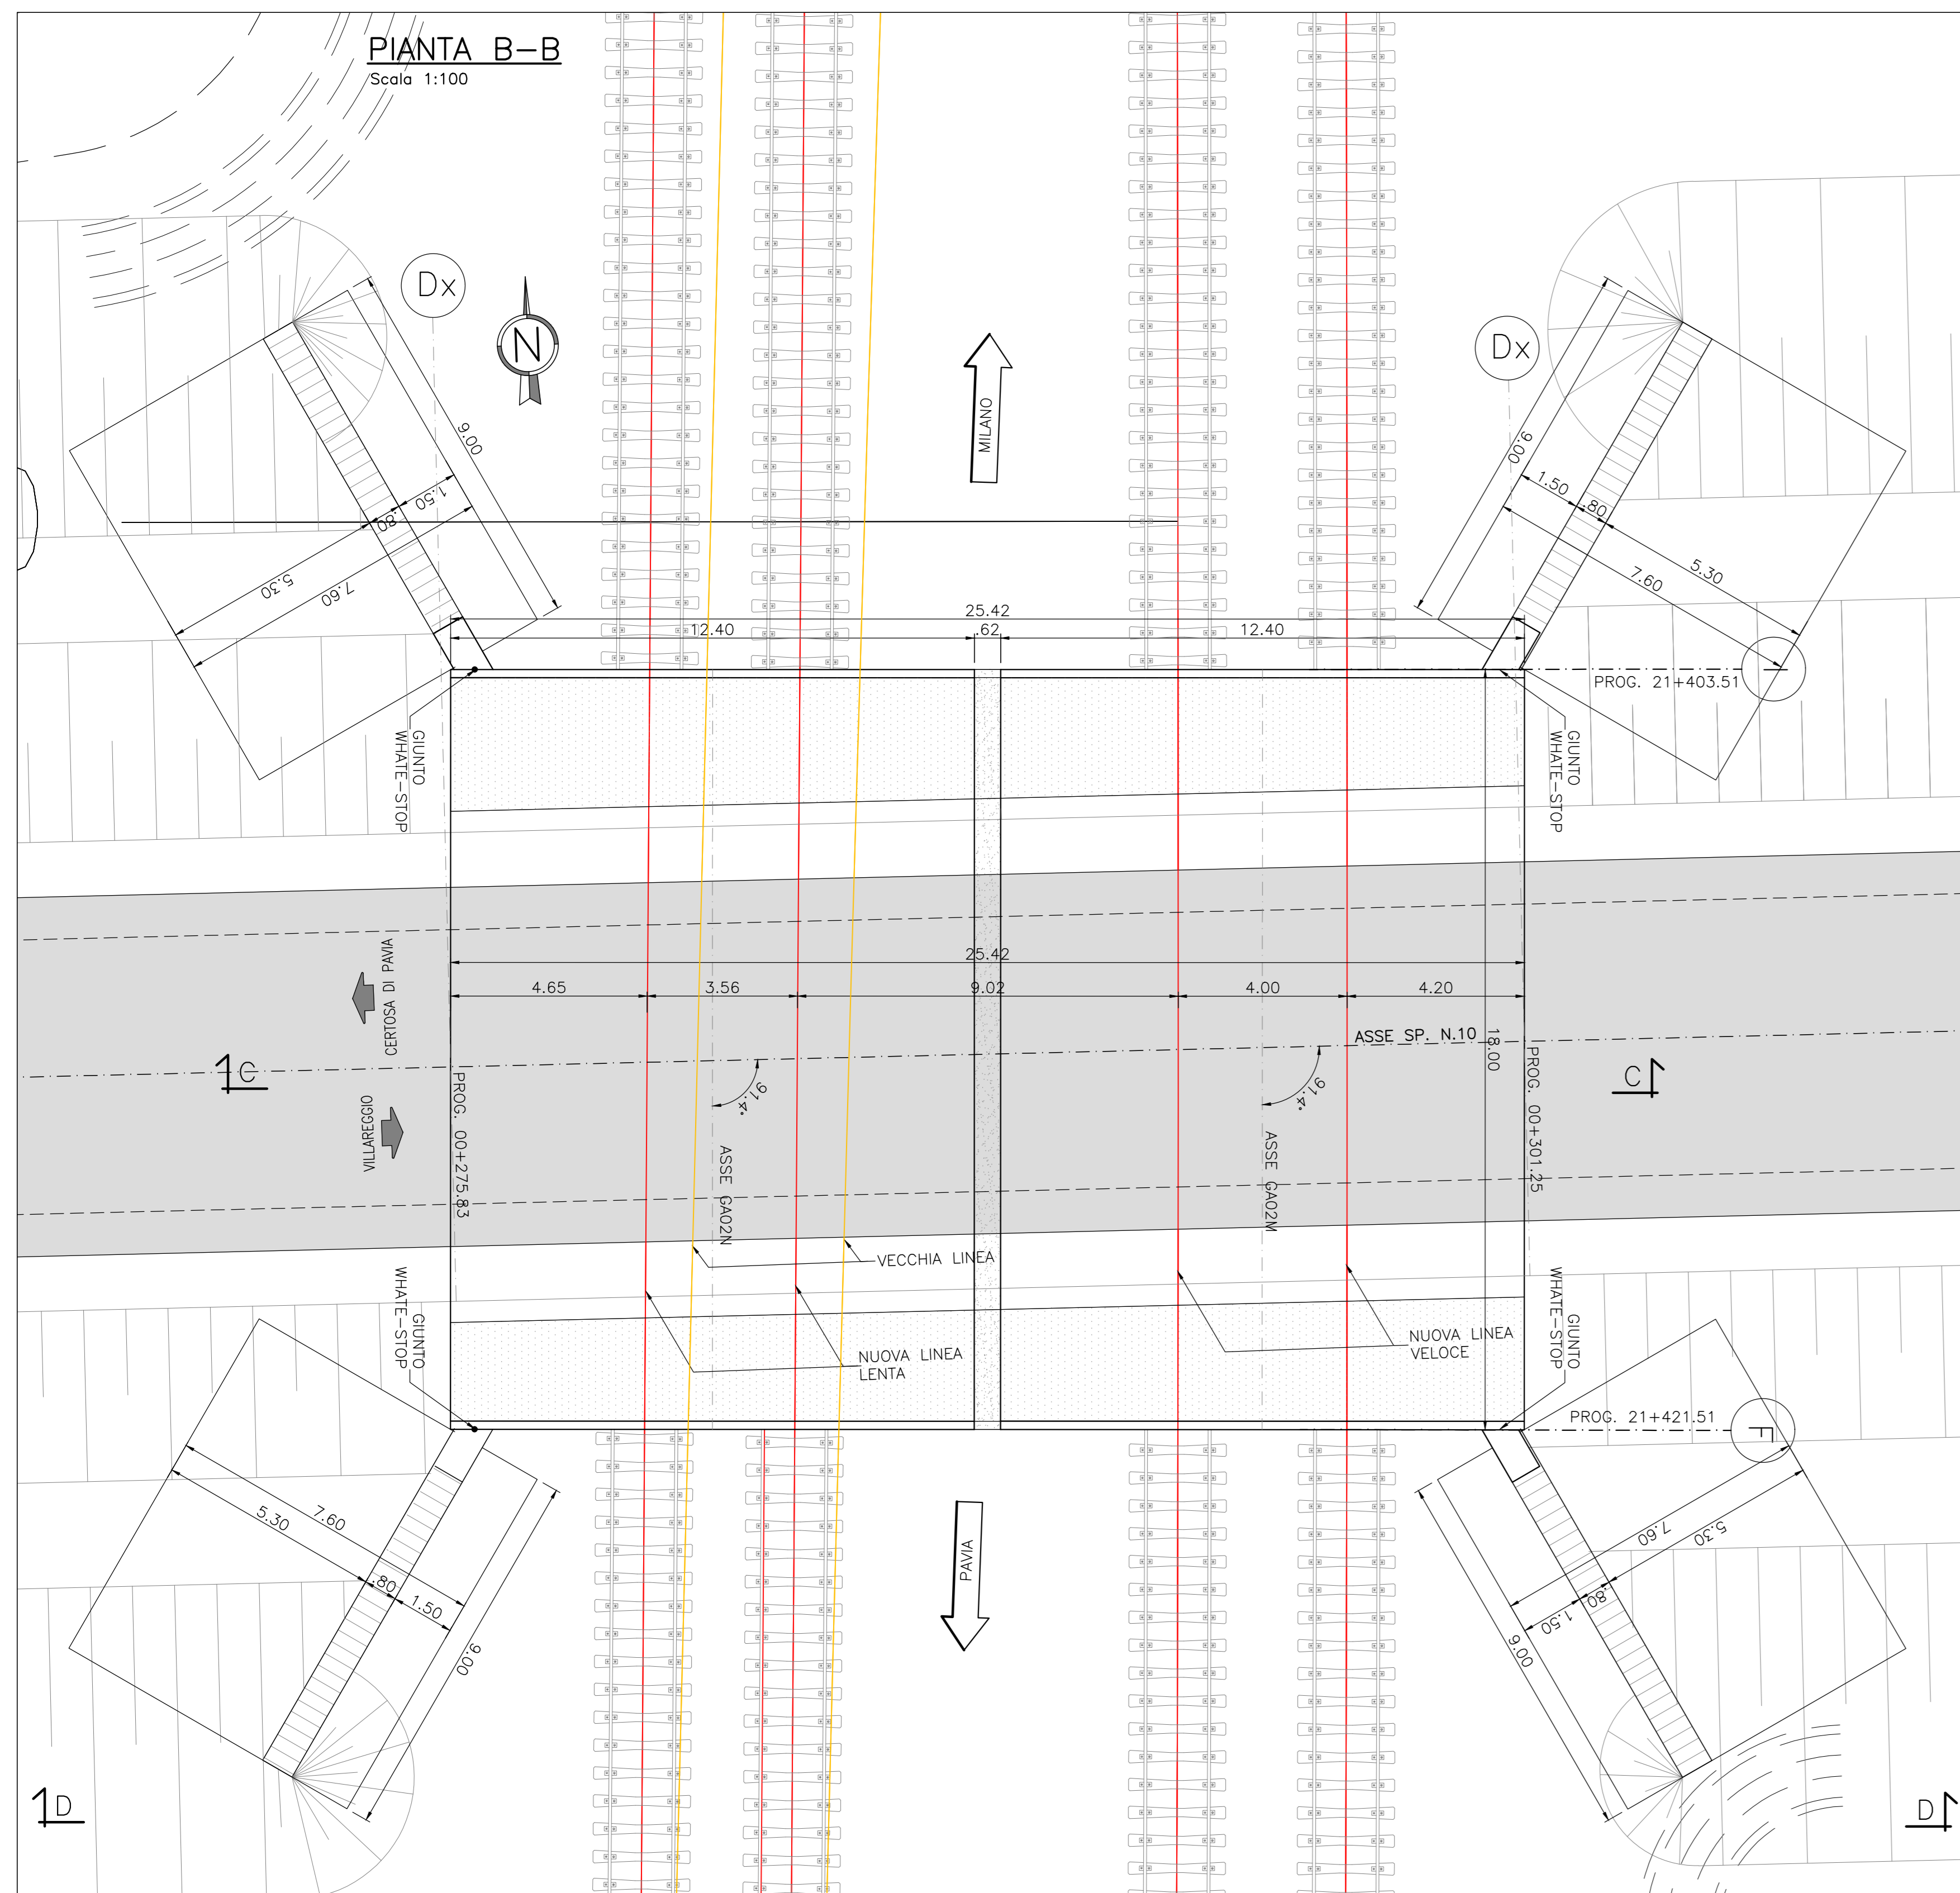 PIANTA B-B
Scala 1:100
Dx
N
MILANO
Dx
9.00
1.50
.80
5.30
7.60
9.00
1.50
.80
5.30
7.60
25.42
12.40
.62
12.40
PROG. 21+403.51
I
GIUNTO
WHATE-STOP
GIUNTO
WHATE-STOP
CERTOSA DI PAVIA
25.42
4.65
3.56
9.02
4.00
4.20
ASSE SP. N.10
18.00
C
C
91.4°
91.4°
VILLAREGGIO
PROG. 00+275.83
ASSE GA02N
ASSE GA02M
PROG. 00+301.25
VECCHIA LINEA
GIUNTO
WHATE-STOP
GIUNTO
WHATE-STOP
NUOVA LINEA
LENTA
NUOVA LINEA
VELOCE
PROG. 21+421.51
F
7.60
5.30
.80
1.50
9.00
PAVIA
7.60
5.30
.80
1.50
9.00
D
D